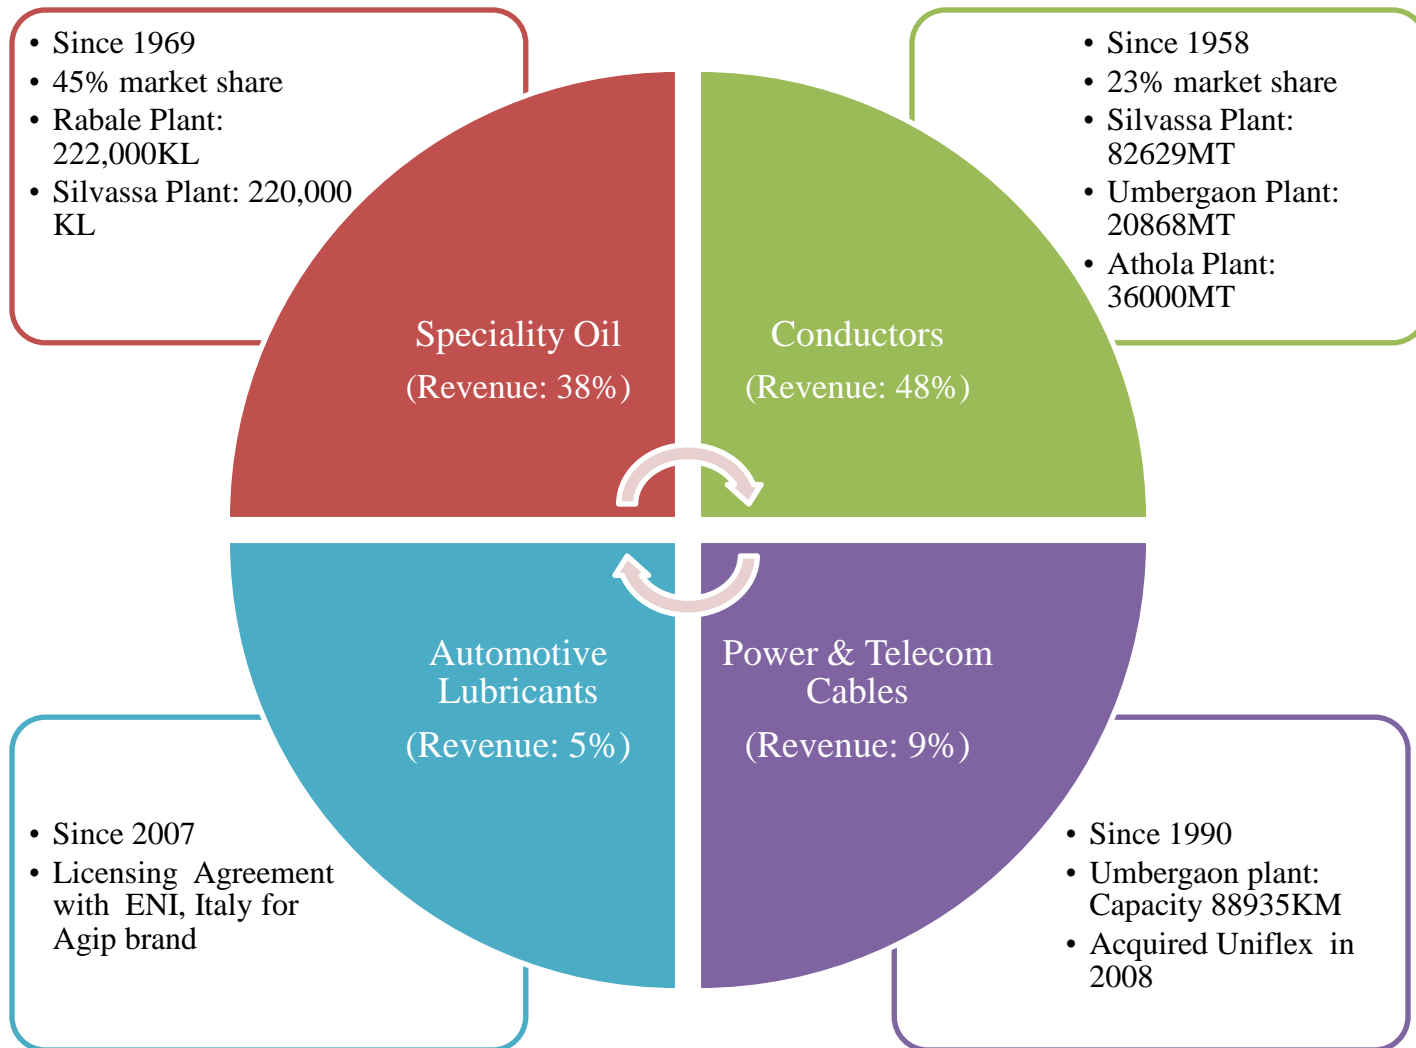 • Since 1969
• 45% market share
• Rabale Plant:
222,000KL
• Silvassa Plant: 220,000
KL
• Since 1958
• 23% market share
• Silvassa Plant:
82629MT
• Umbergaon Plant:
20868MT
• Athola Plant:
36000MT
Speciality Oil
(Revenue: 38%)
Conductors
(Revenue: 48%)
Automotive
Lubricants
(Revenue: 5%)
Power & Telecom
Cables
(Revenue: 9%)
• Since 2007
• Licensing Agreement
with ENI, Italy for
Agip brand
• Since 1990
• Umbergaon plant:
Capacity 88935KM
• Acquired Uniflex in
2008